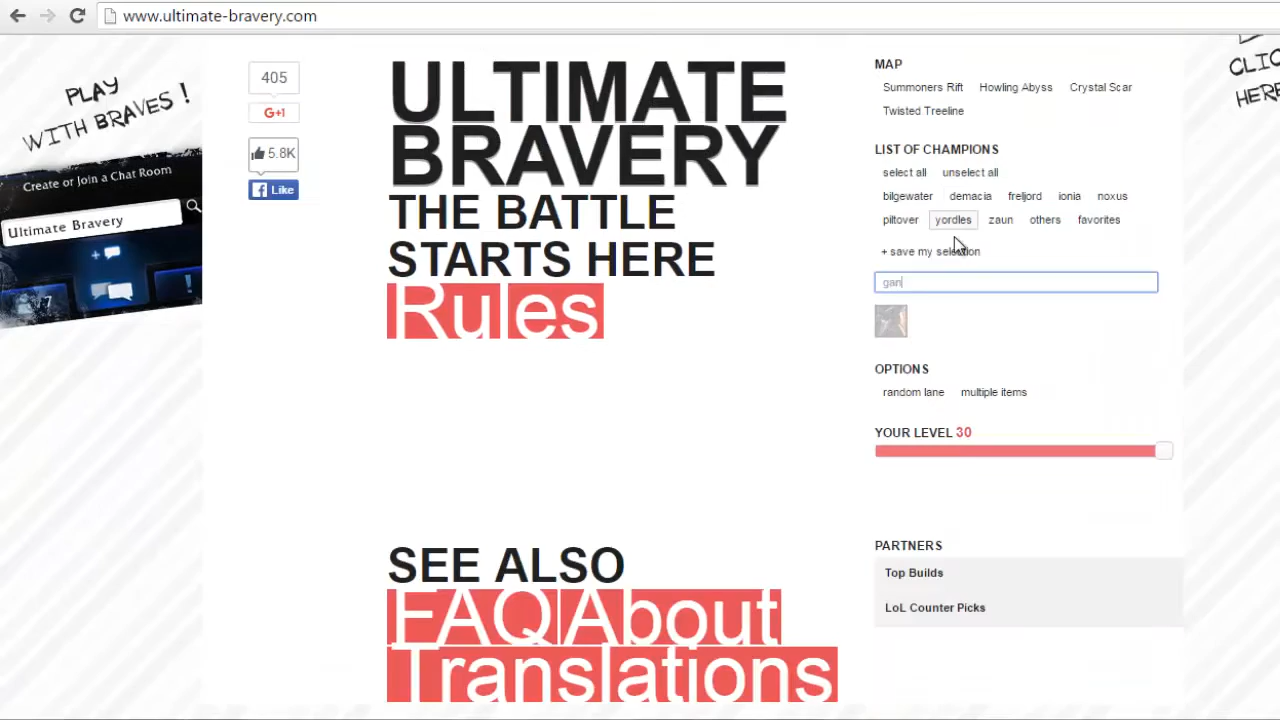 www.ultimate-bravery.com
PLAY
WITH BRAVES !
Create or Join a Chat Room
Ultimate Bravery
405
G+1
5.8K
Like
ULTIMATE
BRAVERY
THE BATTLE
STARTS HERE
Rules
SEE ALSO
FAQ About
Translations
MAP
Summoners Rift Howling Abyss Crystal Scar
Twisted Treeline
LIST OF CHAMPIONS
select all unselect all
bilgewater demacia freljord ionia noxus
piltover yordles zaun others favorites
+ save my selection
gan
OPTIONS
random lane multiple items
YOUR LEVEL 30
PARTNERS
Top Builds
LoL Counter Picks
CLIC
HERE